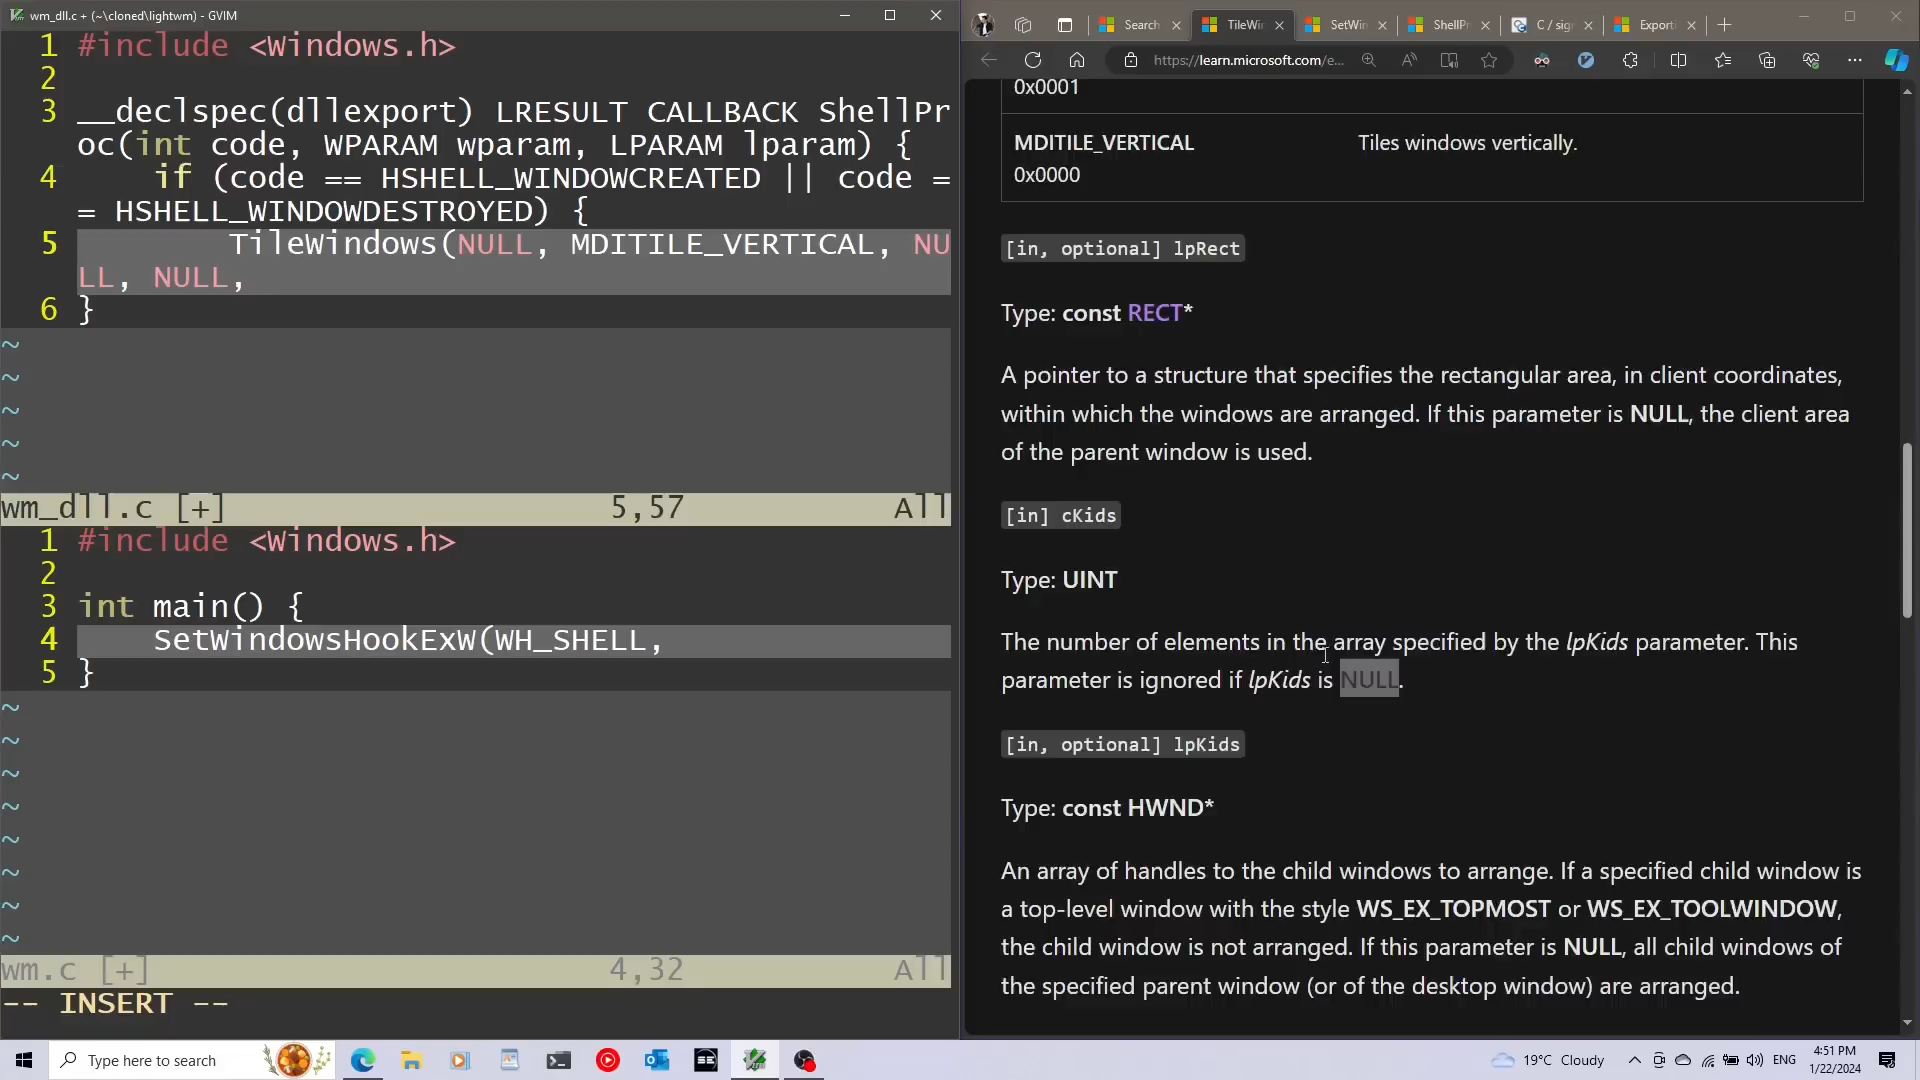 wm_dll.c + (~\cloned\lightwm) - GVIM
1 #include <Windows.h>
2
3 __declspec(dllexport) LRESULT CALLBACK ShellPr
oc(int code, WPARAM wparam, LPARAM lparam) {
4 if (code == HSHELL_WINDOWCREATED || code =
= HSHELL_WINDOWDESTROYED) {
5 TileWindows(NULL, MDITILE_VERTICAL, NU
LL, NULL,
6 }
~
~
~
~
~
wm_dll.c [+] 5,57 All
1 #include <Windows.h>
2
3 int main() {
4 SetWindowsHookExW(WH_SHELL,
5 }
~
~
~
~
~
~
~
~
wm.c [+] 4,32 All
-- INSERT --
Search TileWi SetWin ShellPr C / sig Export
https://learn.microsoft.com/e...
0x0001
MDITILE_VERTICAL Tiles windows vertically.
0x0000
[in, optional] lpRect
Type: const RECT*
A pointer to a structure that specifies the rectangular area, in client coordinates,
within which the windows are arranged. If this parameter is NULL, the client area
of the parent window is used.
[in] cKids
Type: UINT
The number of elements in the array specified by the lpKids parameter. This
parameter is ignored if lpKids is NULL.
[in, optional] lpKids
Type: const HWND*
An array of handles to the child windows to arrange. If a specified child window is
a top-level window with the style WS_EX_TOPMOST or WS_EX_TOOLWINDOW,
the child window is not arranged. If this parameter is NULL, all child windows of
the specified parent window (or of the desktop window) are arranged.
Type here to search
SE
19°C Cloudy
ENG
4:51 PM
1/22/2024